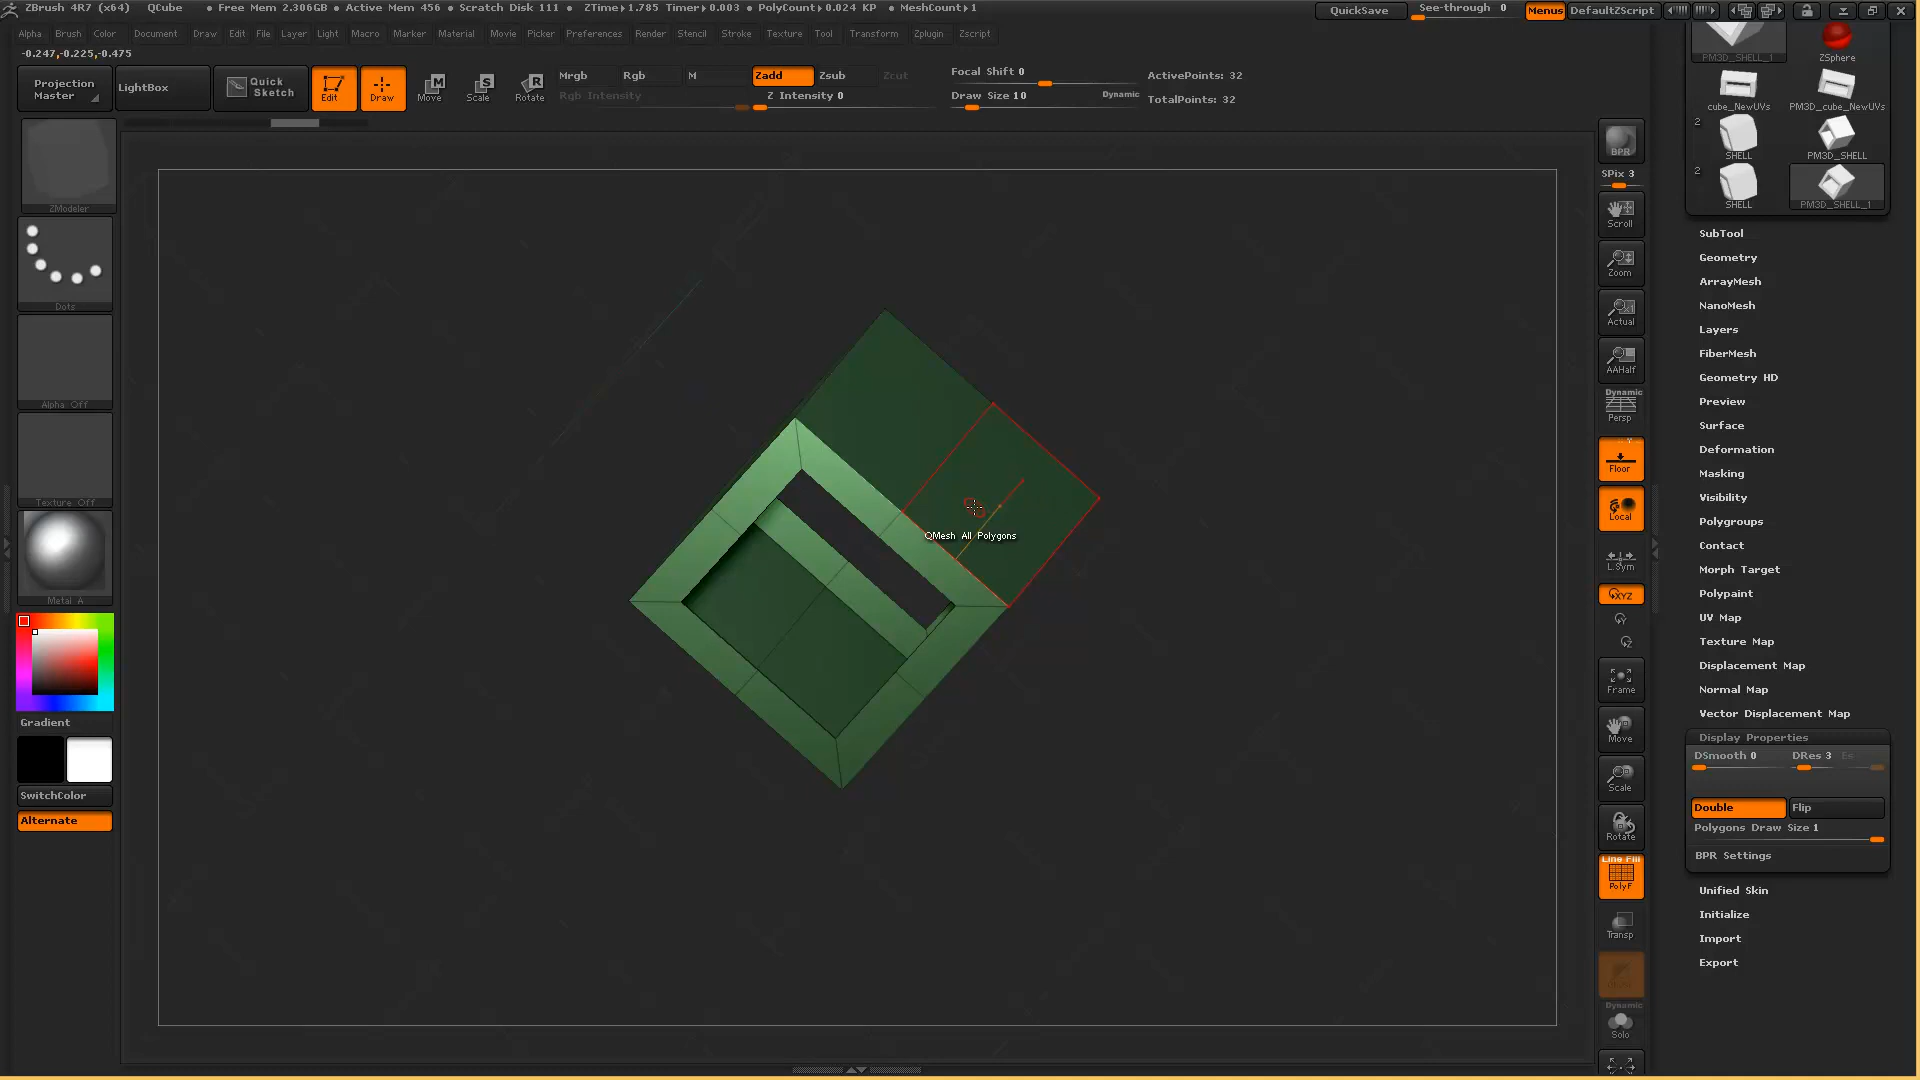 ZBrush 4R7 (x64) QCube • Free Mem 2.306GB • Active Mem 456 • Scratch Disk 111 • ZTime▸1.785 Timer▸0.003 • PolyCount▸0.024 KP • MeshCount▸1 QuickSave See-through 0 Menus DefaultZScript
Alpha Brush Color Document Draw Edit File Layer Light Macro Marker Material Movie Picker Preferences Render Stencil Stroke Texture Tool Transform Zplugin Zscript
-0.247,-0.225,-0.475
Projection
Master
LightBox
Quick
Sketch
Edit
Draw
Move
Scale
Rotate
Mrgb Rgb M
Rgb Intensity
Zadd Zsub Zcut
Z Intensity 0
Focal Shift 0
Draw Size 10 Dynamic
ActivePoints: 32
TotalPoints: 32
ZModeler
Dots
Alpha Off
Texture Off
Metal A
Gradient
SwitchColor
Alternate
QMesh All Polygons
BPR
SPix 3
Scroll
Zoom
Actual
AAHalf
Dynamic
Persp
Floor
Local
L.Sym
XYZ
Frame
Move
Scale
Rotate
Line Fill
PolyF
Transp
Dynamic
Solo
PM3D_SHELL_1 ZSphere
cube_NewUVs PM3D_cube_NewUVs
2
SHELL PM3D_SHELL
2
SHELL PM3D_SHELL_1
SubTool
Geometry
ArrayMesh
NanoMesh
Layers
FiberMesh
Geometry HD
Preview
Surface
Deformation
Masking
Visibility
Polygroups
Contact
Morph Target
Polypaint
UV Map
Texture Map
Displacement Map
Normal Map
Vector Displacement Map
Display Properties
DSmooth 0 DRes 3 Es
Double Flip
Polygons Draw Size 1
BPR Settings
Unified Skin
Initialize
Import
Export